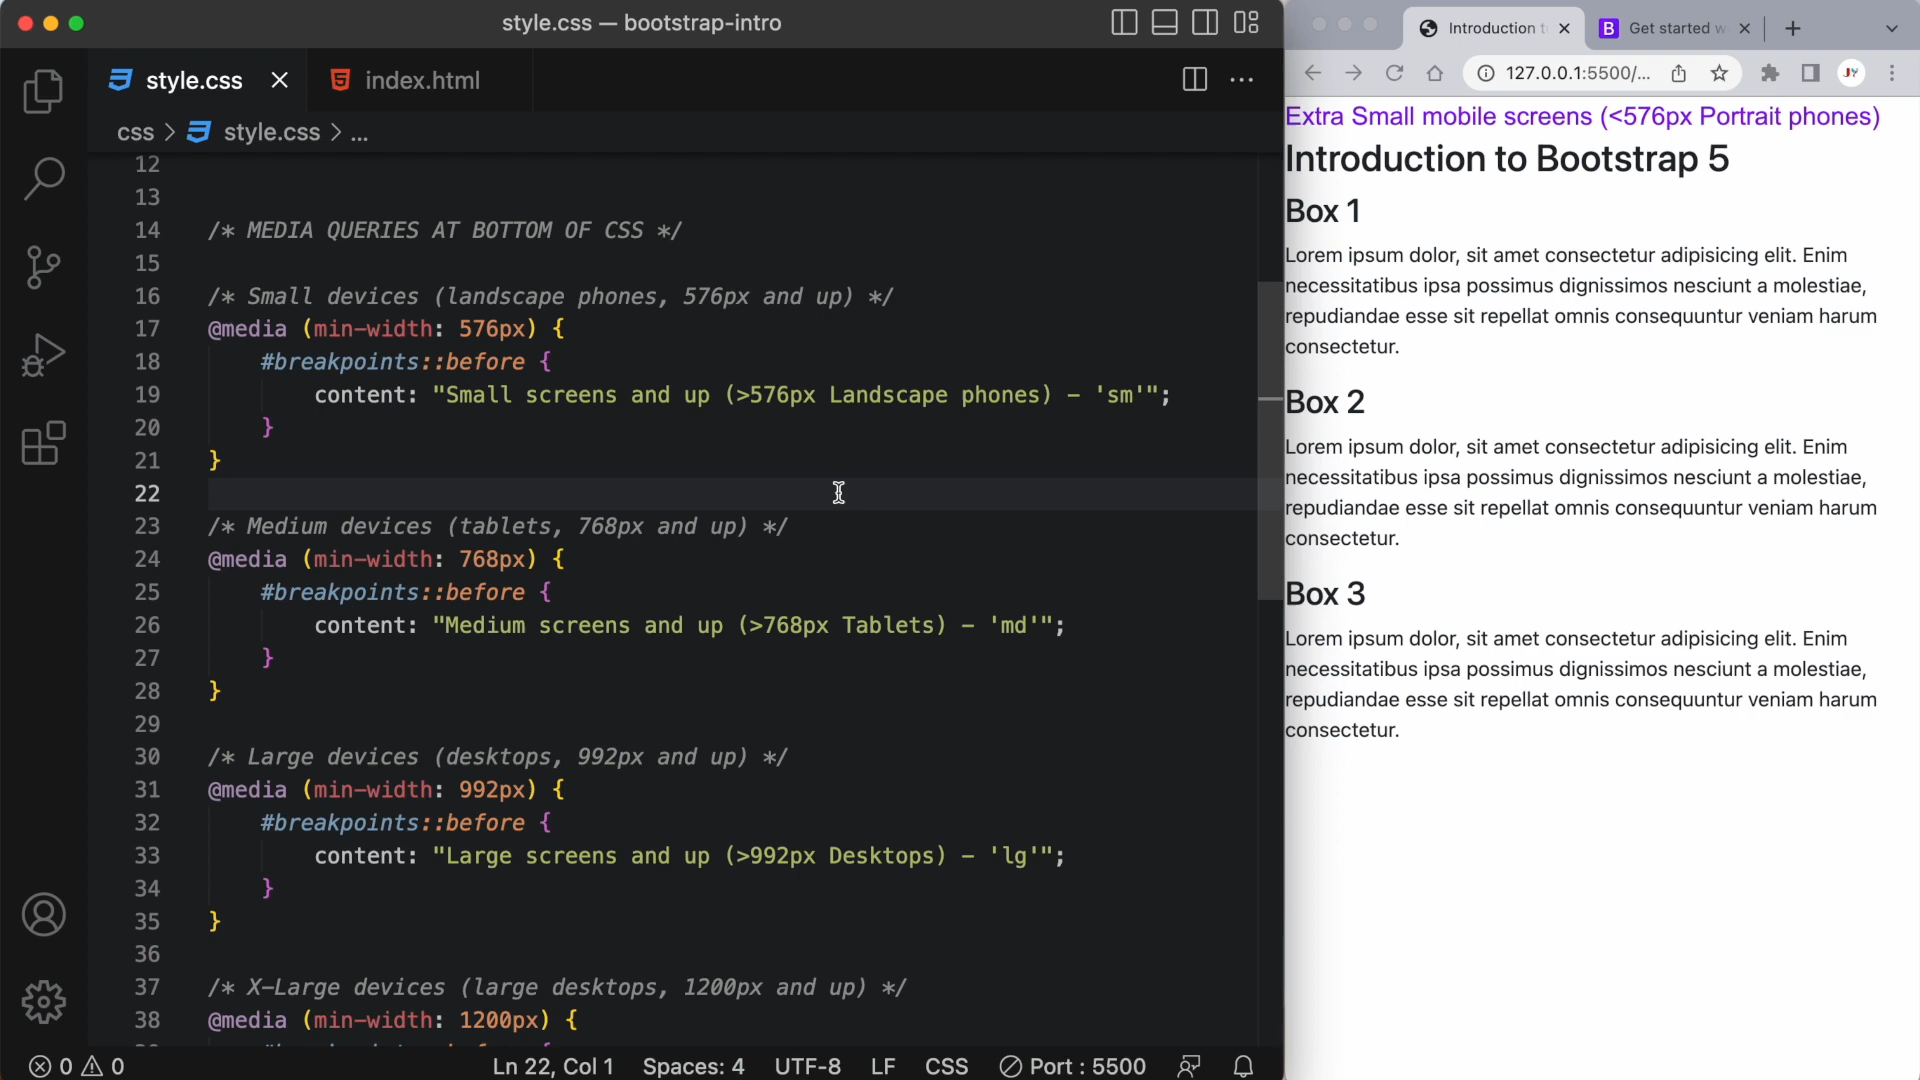 style.css — bootstrap-intro
style.css
index.html
css > style.css > ...
12
13
14 /* MEDIA QUERIES AT BOTTOM OF CSS */
15
16 /* Small devices (landscape phones, 576px and up) */
17 @media (min-width: 576px) {
18 #breakpoints::before {
19 content: "Small screens and up (>576px Landscape phones) - 'sm'";
20 }
21 }
22
23 /* Medium devices (tablets, 768px and up) */
24 @media (min-width: 768px) {
25 #breakpoints::before {
26 content: "Medium screens and up (>768px Tablets) - 'md'";
27 }
28 }
29
30 /* Large devices (desktops, 992px and up) */
31 @media (min-width: 992px) {
32 #breakpoints::before {
33 content: "Large screens and up (>992px Desktops) - 'lg'";
34 }
35 }
36
37 /* X-Large devices (large desktops, 1200px and up) */
38 @media (min-width: 1200px) {
0 0
Ln 22, Col 1 Spaces: 4 UTF-8 LF CSS Port : 5500
Introduction to
Get started w
127.0.0.1:5500/...
JY
Extra Small mobile screens (<576px Portrait phones)
Introduction to Bootstrap 5
Box 1
Lorem ipsum dolor, sit amet consectetur adipisicing elit. Enim
necessitatibus ipsa possimus dignissimos nesciunt a molestiae,
repudiandae esse sit repellat omnis consequuntur veniam harum
consectetur.
Box 2
Lorem ipsum dolor, sit amet consectetur adipisicing elit. Enim
necessitatibus ipsa possimus dignissimos nesciunt a molestiae,
repudiandae esse sit repellat omnis consequuntur veniam harum
consectetur.
Box 3
Lorem ipsum dolor, sit amet consectetur adipisicing elit. Enim
necessitatibus ipsa possimus dignissimos nesciunt a molestiae,
repudiandae esse sit repellat omnis consequuntur veniam harum
consectetur.